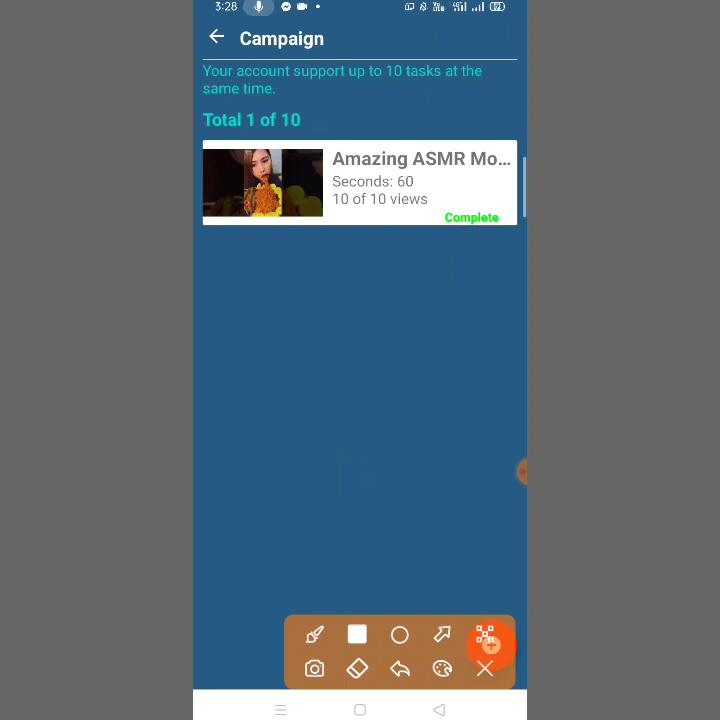 3:28
Campaign
Your account support up to 10 tasks at the
same time.
Total 1 of 10
Amazing ASMR Mo...
Seconds: 60
10 of 10 views
Complete